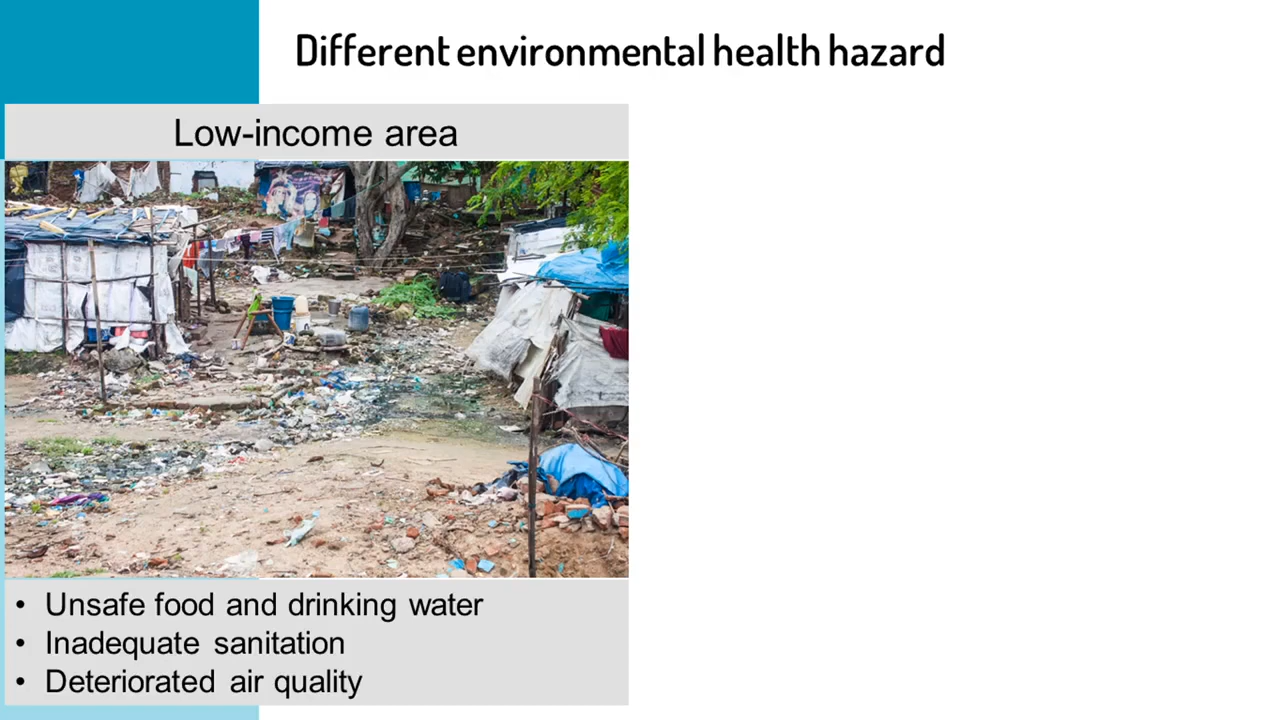 Different environmental health hazard
Low-income area
• Unsafe food and drinking water
• Inadequate sanitation
• Deteriorated air quality